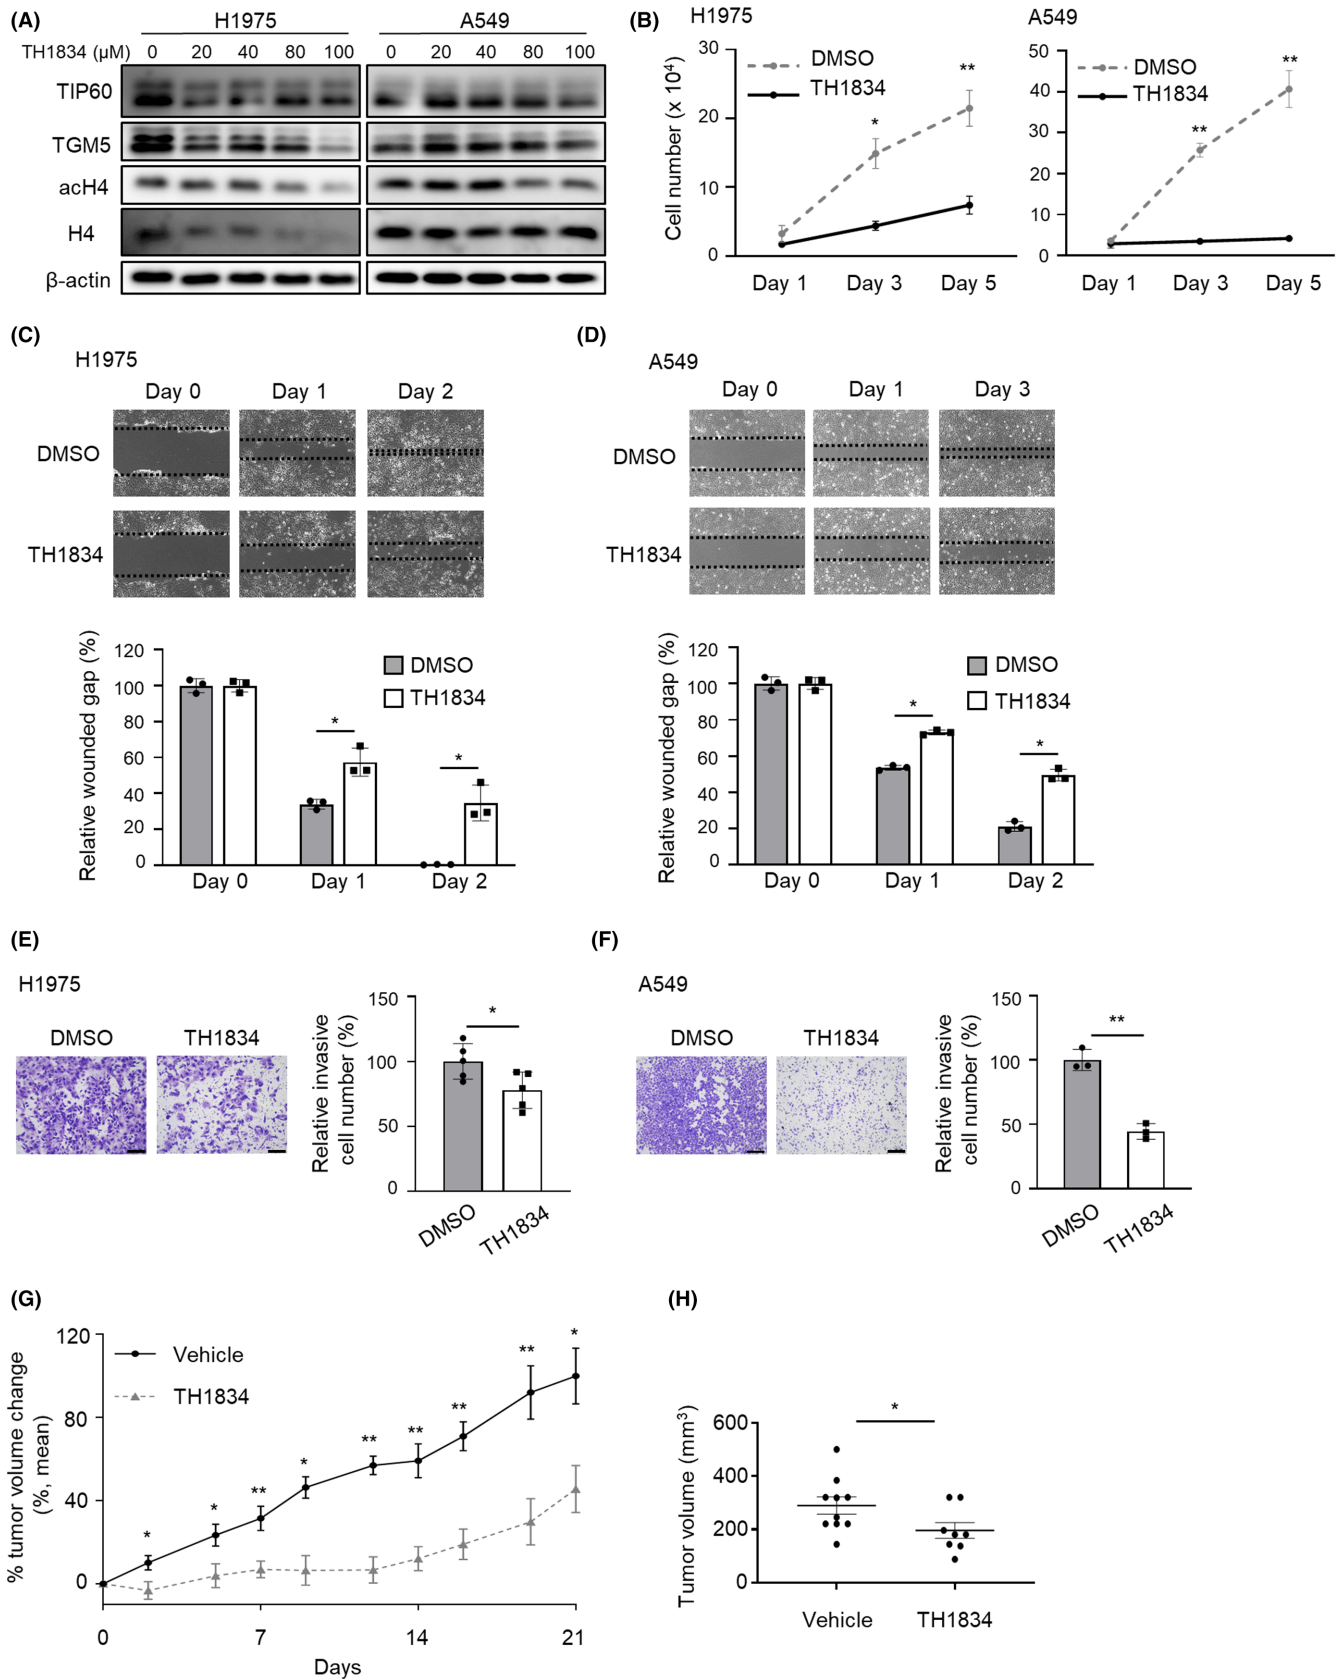 (A)
H1975
A549
TH1834 (μM)
0 20 40 80 100
0 20 40 80 100
TIP60
TGM5
acH4
H4
β-actin
(B)
H1975
Cell number (x 10⁴)
30
20
10
0
DMSO
TH1834
*
**
Day 1
Day 3
Day 5
A549
50
40
30
20
10
0
DMSO
TH1834
**
**
Day 1
Day 3
Day 5
(C)
H1975
Day 0
Day 1
Day 2
DMSO
TH1834
Relative wounded gap (%)
120
100
80
60
40
20
0
DMSO
TH1834
*
*
Day 0
Day 1
Day 2
(D)
A549
Day 0
Day 1
Day 3
DMSO
TH1834
Relative wounded gap (%)
120
100
80
60
40
20
0
DMSO
TH1834
*
*
Day 0
Day 1
Day 2
(E)
H1975
DMSO
TH1834
Relative invasive
cell number (%)
150
100
50
0
*
DMSO
TH1834
(F)
A549
DMSO
TH1834
Relative invasive
cell number (%)
150
100
50
0
**
DMSO
TH1834
(G)
% tumor volume change
(%, mean)
120
80
40
0
Vehicle
TH1834
*
*
**
*
**
**
**
**
*
0
7
14
21
Days
(H)
Tumor volume (mm³)
600
400
200
0
*
Vehicle
TH1834